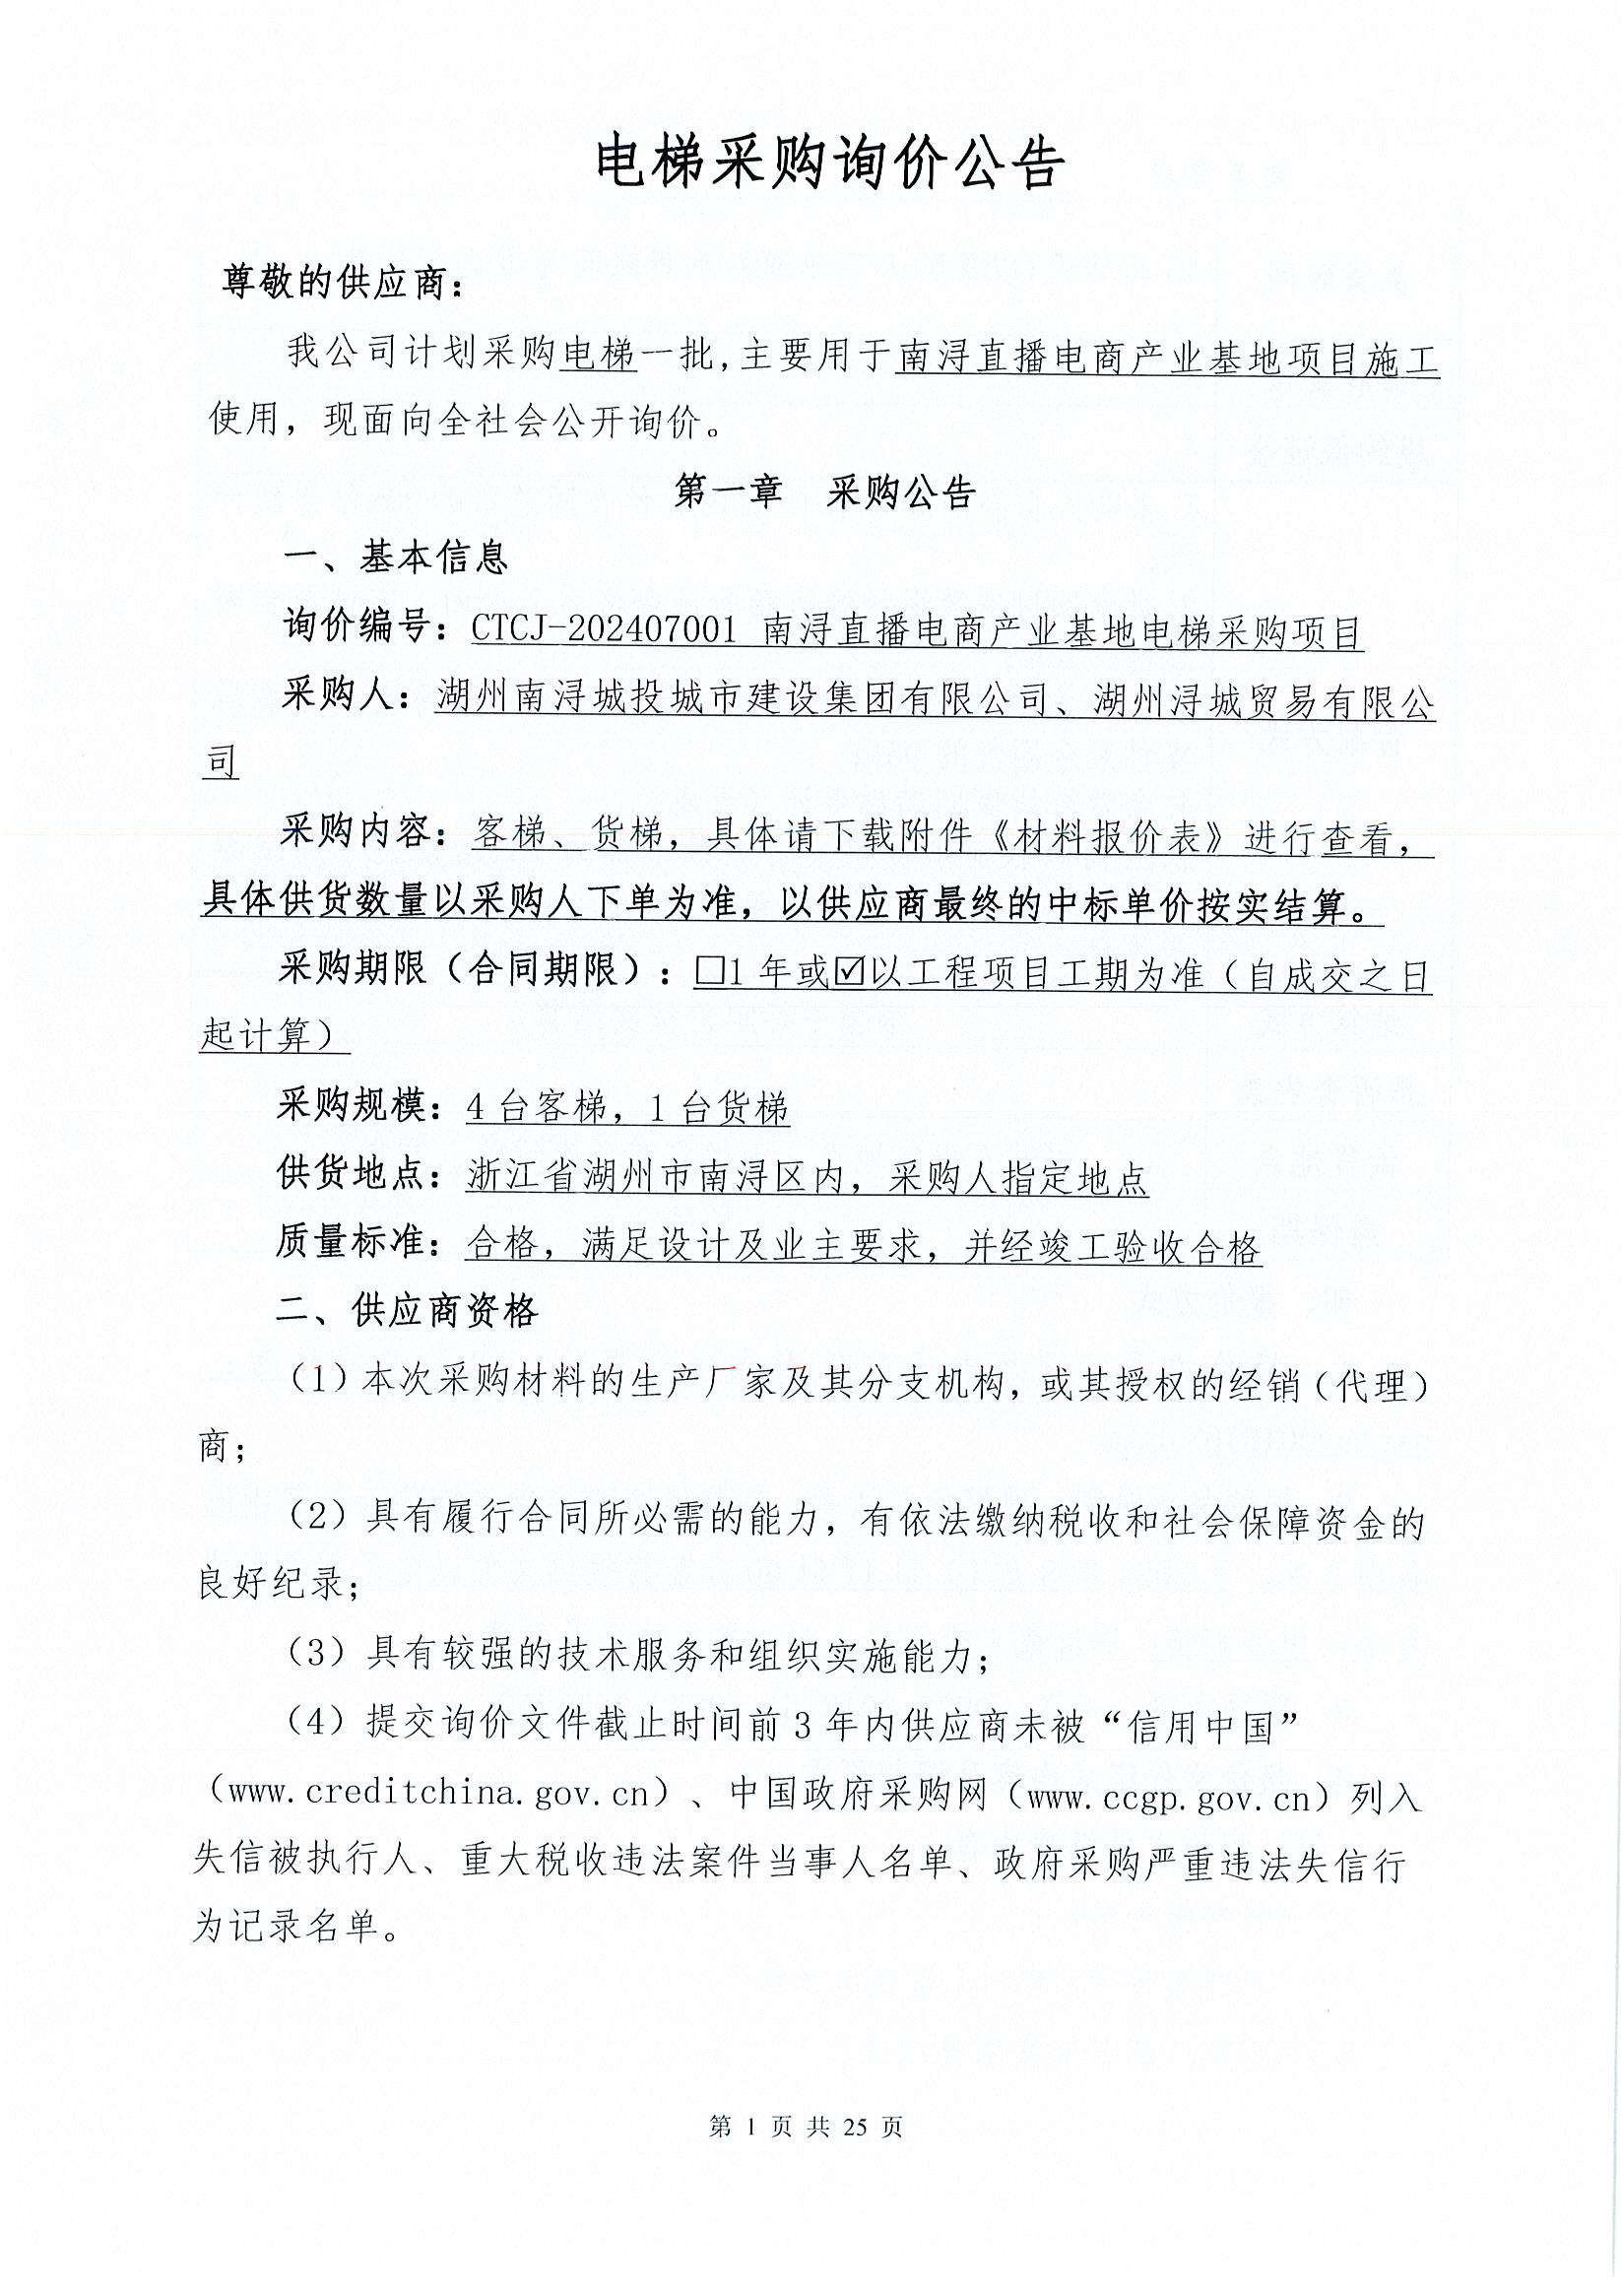 电梯采购询价公告
尊敬的供应商：
我公司计划采购电梯一批,主要用于南浔直播电商产业基地项目施工
使用，现面向全社会公开询价。
第一章 采购公告
一、基本信息
询价编号：CTCJ-202407001 南浔直播电商产业基地电梯采购项目
采购人：湖州南浔城投城市建设集团有限公司、湖州浔城贸易有限公
司
采购内容：客梯、货梯，具体请下载附件《材料报价表》进行查看，
具体供货数量以采购人下单为准，以供应商最终的中标单价按实结算。
采购期限（合同期限）：☐1 年或☑以工程项目工期为准（自成交之日
起计算）
采购规模：4 台客梯，1 台货梯
供货地点：浙江省湖州市南浔区内，采购人指定地点
质量标准：合格，满足设计及业主要求，并经竣工验收合格
二、供应商资格
（1）本次采购材料的生产厂家及其分支机构，或其授权的经销（代理）
商；
（2）具有履行合同所必需的能力，有依法缴纳税收和社会保障资金的
良好纪录；
（3）具有较强的技术服务和组织实施能力；
（4）提交询价文件截止时间前 3 年内供应商未被“信用中国”
（www.creditchina.gov.cn）、中国政府采购网（www.ccgp.gov.cn）列入
失信被执行人、重大税收违法案件当事人名单、政府采购严重违法失信行
为记录名单。
第 1 页 共 25 页